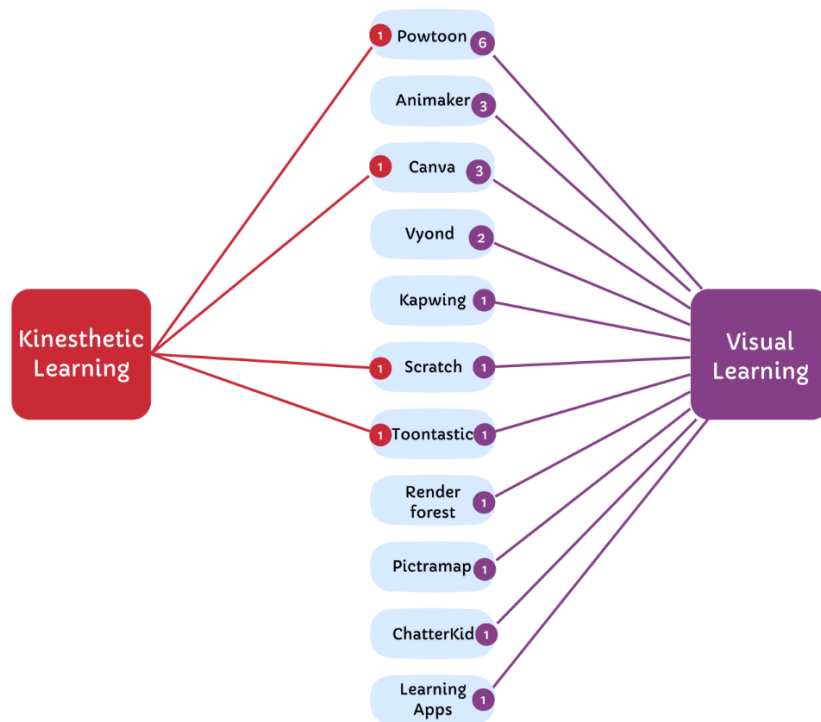 1 Powtoon 6
Animaker 3
1 Canva 3
Vyond 2
Kapwing 1
Kinesthetic
Learning
Visual
Learning
1 Scratch 1
1 Toontastic 1
Render
forest 1
Pictramap 1
ChatterKid 1
Learning
Apps 1